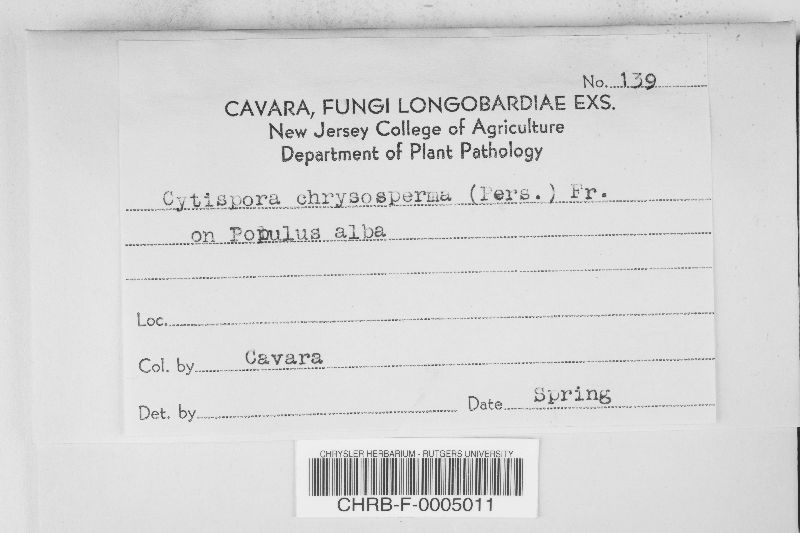 No. 139
CAVARA, FUNGI LONGOBARDIAE EXS.
New Jersey College of Agriculture
Department of Plant Pathology
Cytispora chrysosperma (Pers.) Fr.
on Populus alba
Loc.
Col. by Cavara
Det. by Date Spring
CHRYSLER HERBARIUM - RUTGERS UNIVERSITY
CHRB-F-0005011